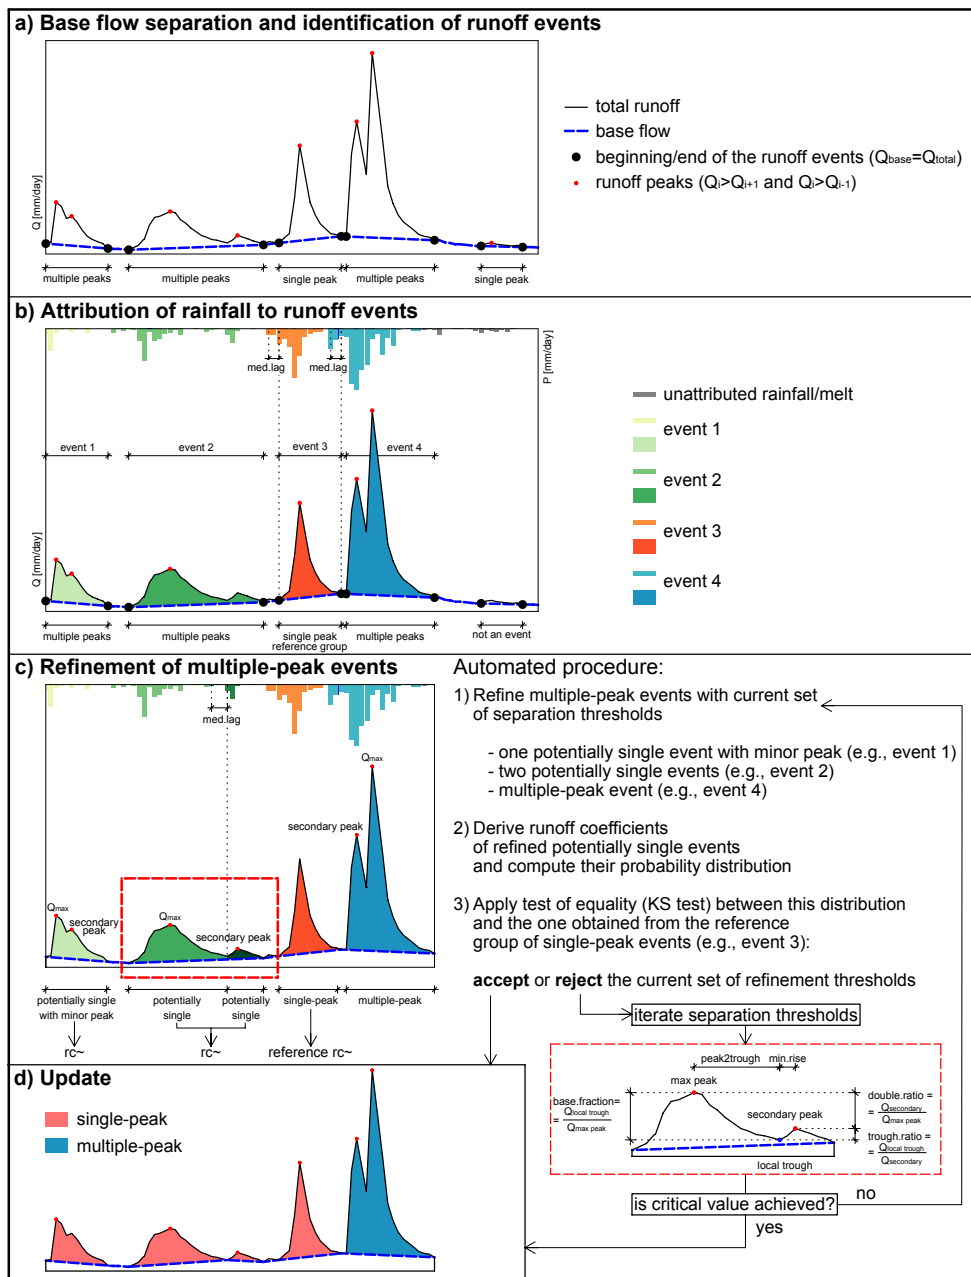 a) Base flow separation and identification of runoff events
Q [mm/day]
total runoff
base flow
beginning/end of the runoff events (Qbase=Qtotal)
runoff peaks (Qi>Qi+1 and Qi>Qi-1)
multiple peaks
multiple peaks
single peak
multiple peaks
single peak
b) Attribution of rainfall to runoff events
P [mm/day]
med.lag
med.lag
unattributed rainfall/melt
event 1
event 2
event 3
event 4
event 1
event 2
event 3
event 4
Q [mm/day]
multiple peaks
multiple peaks
single peak
reference group
multiple peaks
not an event
c) Refinement of multiple-peak events
med.lag
Qmax
secondary peak
Qmax
secondary
peak
Qmax
secondary peak
potentially single
with minor peak
potentially
single
potentially
single
single-peak
multiple-peak
rc~
rc~
reference rc~
Automated procedure:
1) Refine multiple-peak events with current set
of separation thresholds
- one potentially single event with minor peak (e.g., event 1)
- two potentially single events (e.g., event 2)
- multiple-peak event (e.g., event 4)
2) Derive runoff coefficients
of refined potentially single events
and compute their probability distribution
3) Apply test of equality (KS test) between this distribution
and the one obtained from the reference
group of single-peak events (e.g., event 3):
accept or reject the current set of refinement thresholds
iterate separation thresholds
peak2trough
min.rise
max peak
base.fraction=
= Qlocal trough
Qmax peak
secondary peak
double.ratio =
= Qsecondary
Qmax peak
trough.ratio =
= Qlocal trough
Qsecondary
local trough
is critical value achieved?
no
yes
d) Update
single-peak
multiple-peak